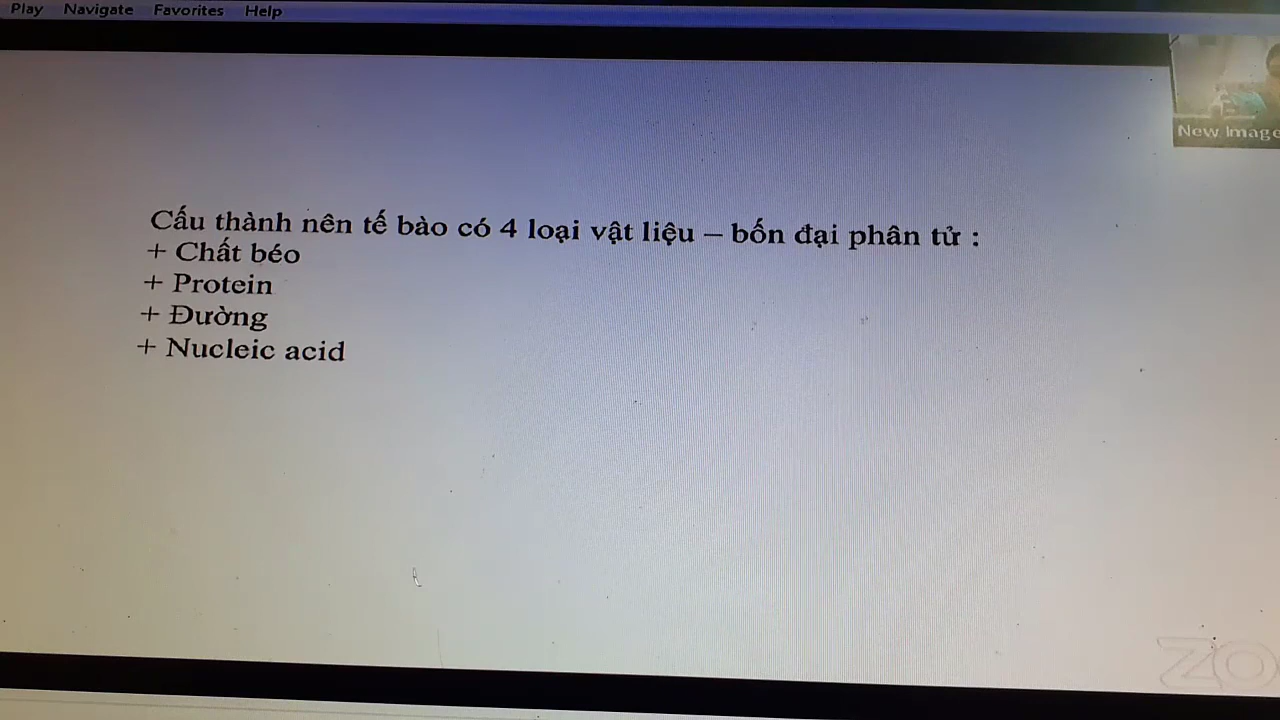 Play Navigate Favorites Help
New Image
Cấu thành nên tế bào có 4 loại vật liệu – bốn đại phân tử :
+ Chất béo
+ Protein
+ Đường
+ Nucleic acid
ZO